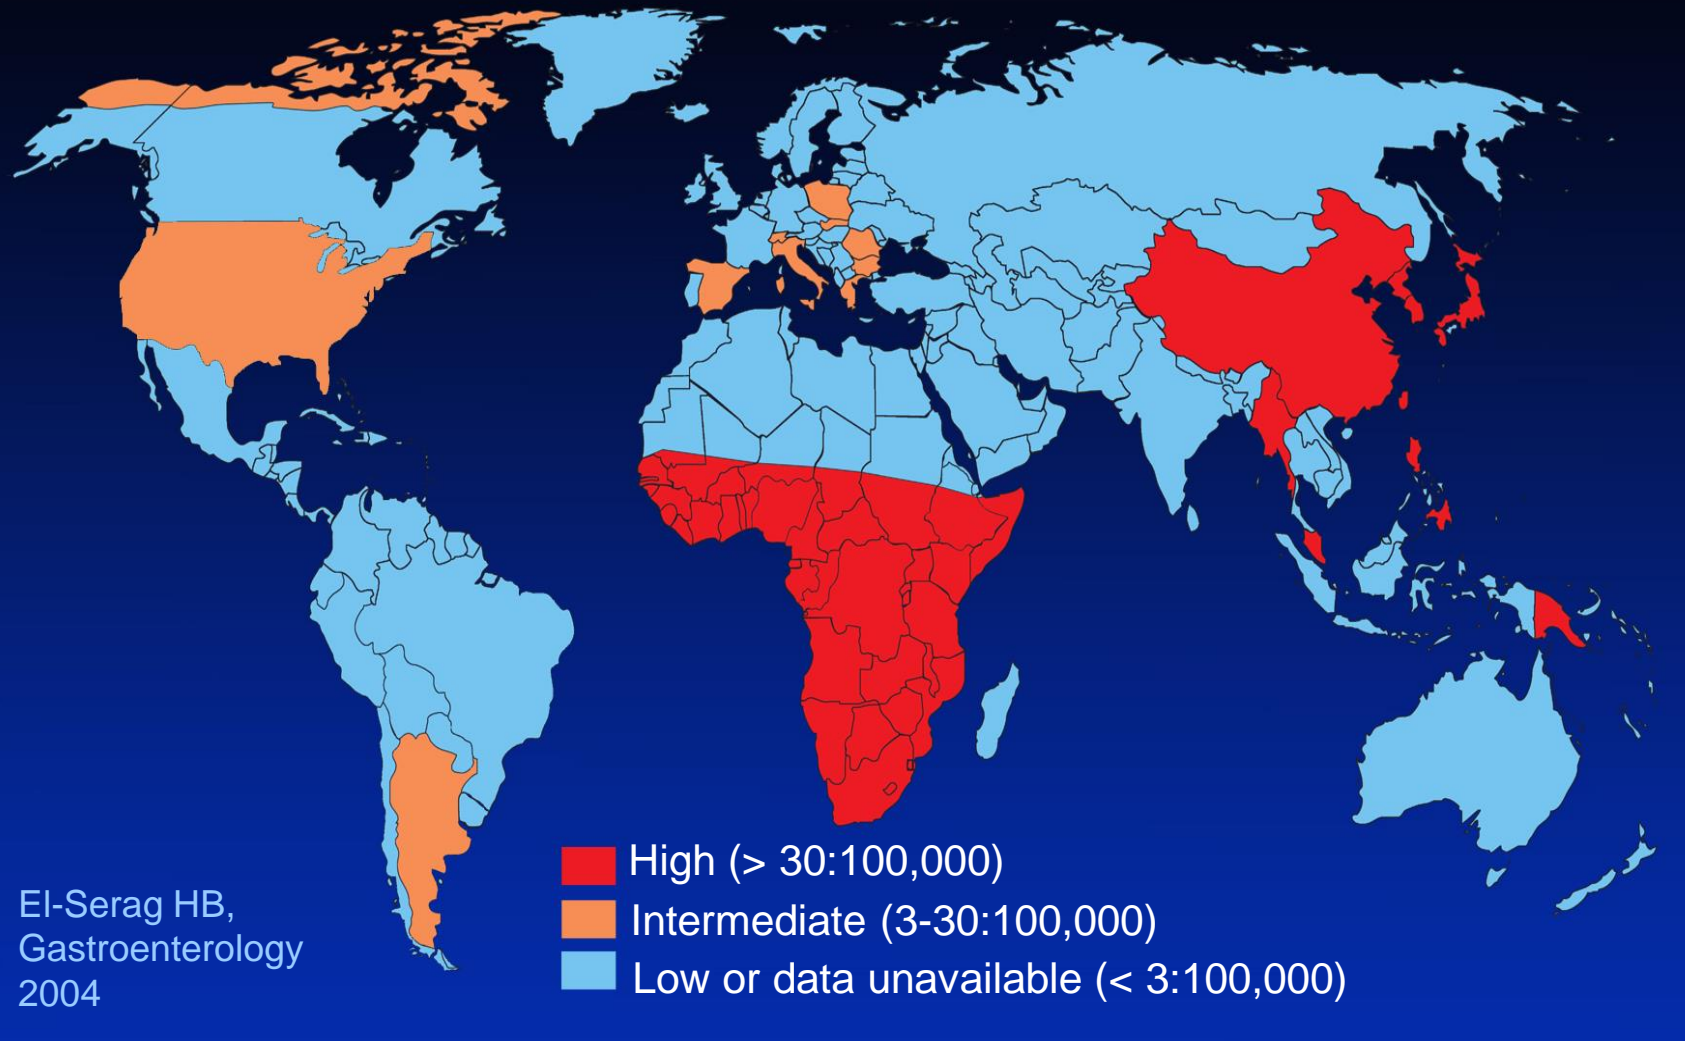 High (> 30:100,000)
Intermediate (3-30:100,000)
Low or data unavailable (< 3:100,000)
El-Serag HB,
Gastroenterology
2004